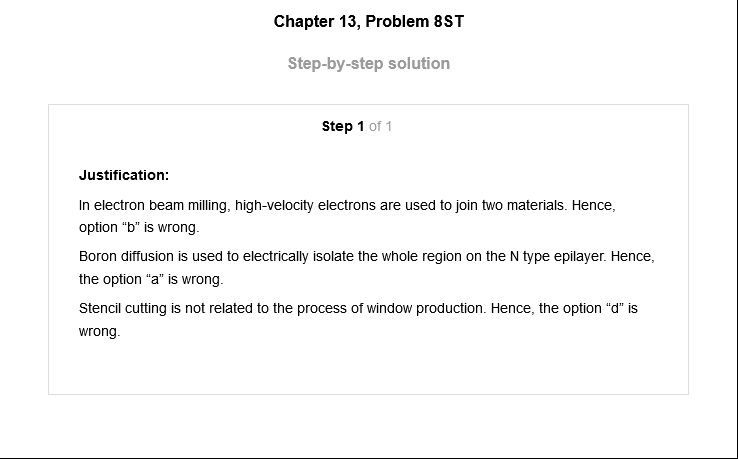 Chapter 13, Problem 8ST
Step-by-step solution
Step 1 of 1
Justification:
In electron beam milling, high-velocity electrons are used to join two materials. Hence,
option “b” is wrong.
Boron diffusion is used to electrically isolate the whole region on the N type epilayer. Hence,
the option “a” is wrong.
Stencil cutting is not related to the process of window production. Hence, the option “d” is
wrong.